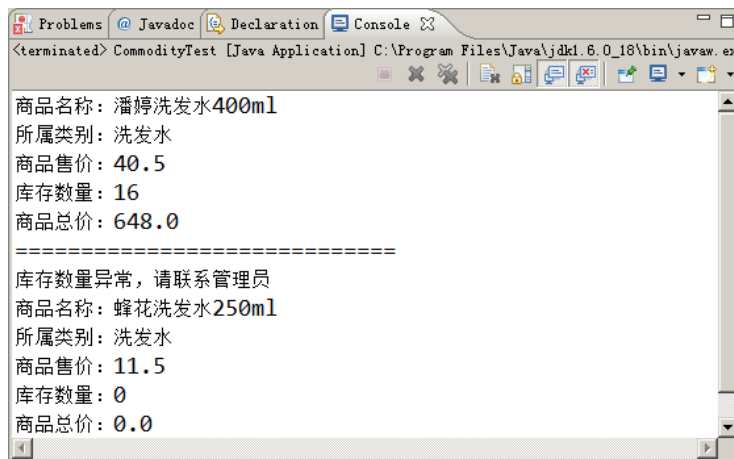 Problems @ Javadoc Declaration Console
<terminated> CommodityTest [Java Application] C:\Program Files\Java\jdk1.6.0_18\bin\javaw.ex
商品名称：潘婷洗发水400ml
所属类别：洗发水
商品售价：40.5
库存数量：16
商品总价：648.0
=============================
库存数量异常，请联系管理员
商品名称：蜂花洗发水250ml
所属类别：洗发水
商品售价：11.5
库存数量：0
商品总价：0.0